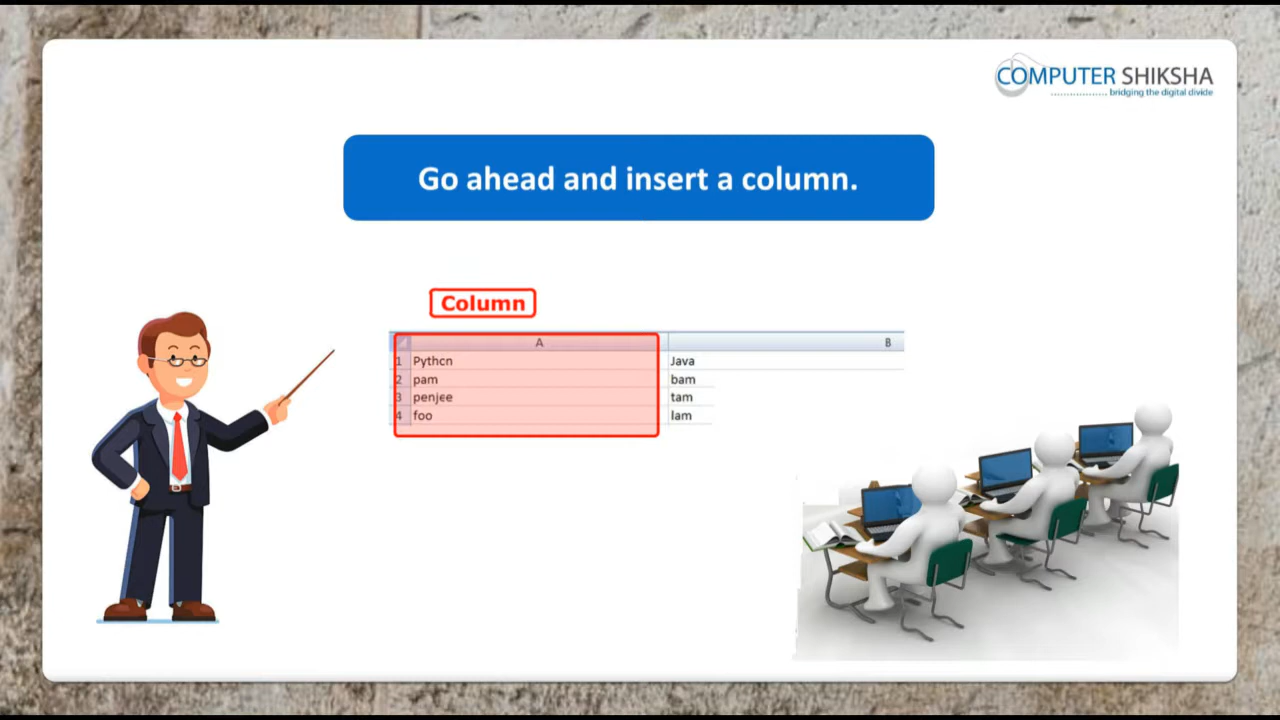 COMPUTER SHIKSHA
bridging the digital divide
Go ahead and insert a column.
Column
A B
1 Pythcn Java
2 pam bam
3 penjee tam
4 foo lam